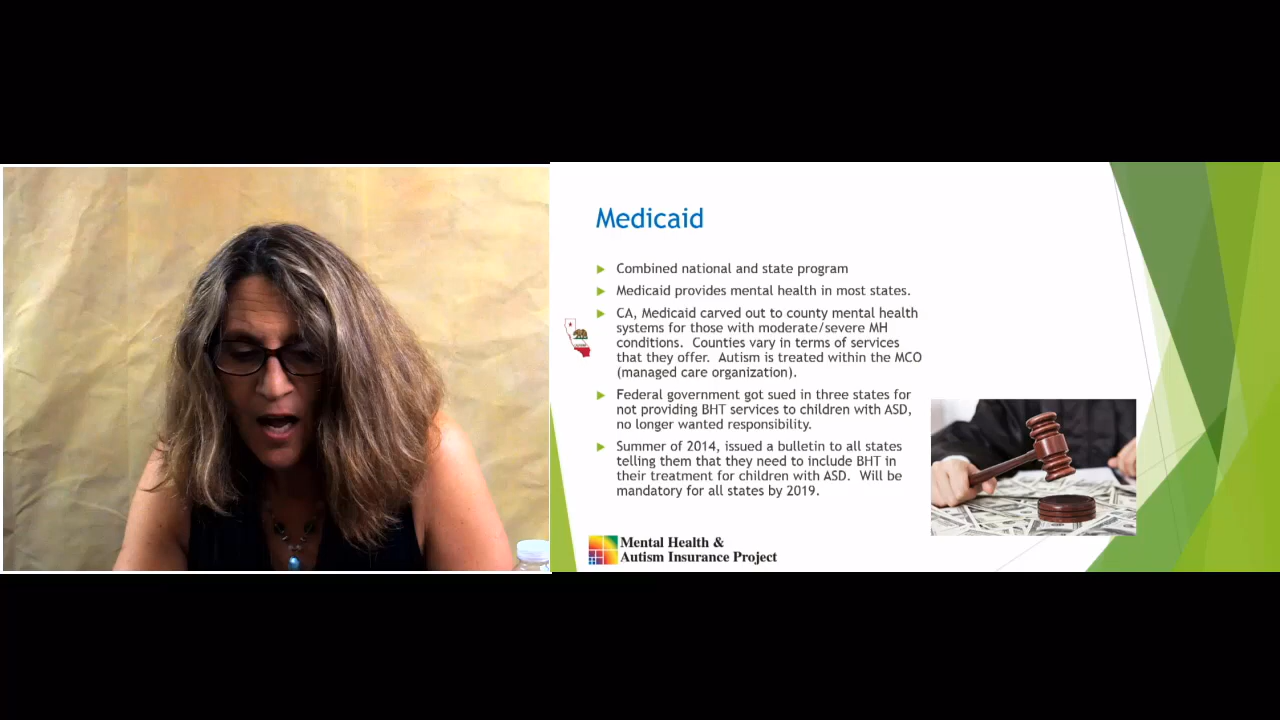 Medicaid
Combined national and state program
Medicaid provides mental health in most states.
CA, Medicaid carved out to county mental health
systems for those with moderate/severe MH
conditions. Counties vary in terms of services
that they offer. Autism is treated within the MCO
(managed care organization).
Federal government got sued in three states for
not providing BHT services to children with ASD,
no longer wanted responsibility.
Summer of 2014, issued a bulletin to all states
telling them that they need to include BHT in
their treatment for children with ASD. Will be
mandatory for all states by 2019.
Mental Health &
Autism Insurance Project